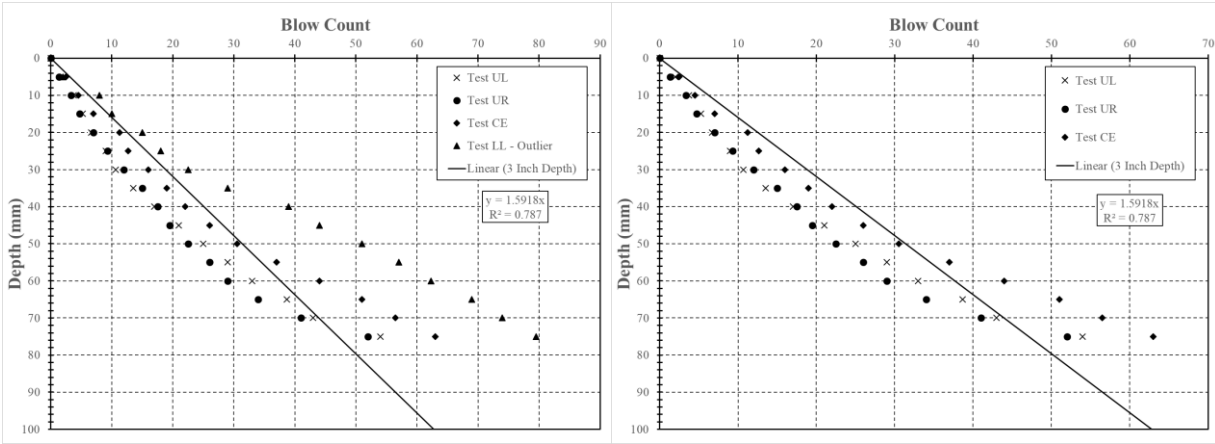 Blow Count
0 10 20 30 40 50 60 70 80 90
0
10
20
30
40
50
60
70
80
90
100
Depth (mm)
Test UL
Test UR
Test CE
Test LL - Outlier
Linear (3 Inch Depth)
y = 1.5918x
R² = 0.787
Blow Count
0 10 20 30 40 50 60 70
0
10
20
30
40
50
60
70
80
90
100
Depth (mm)
Test UL
Test UR
Test CE
Linear (3 Inch Depth)
y = 1.5918x
R² = 0.787